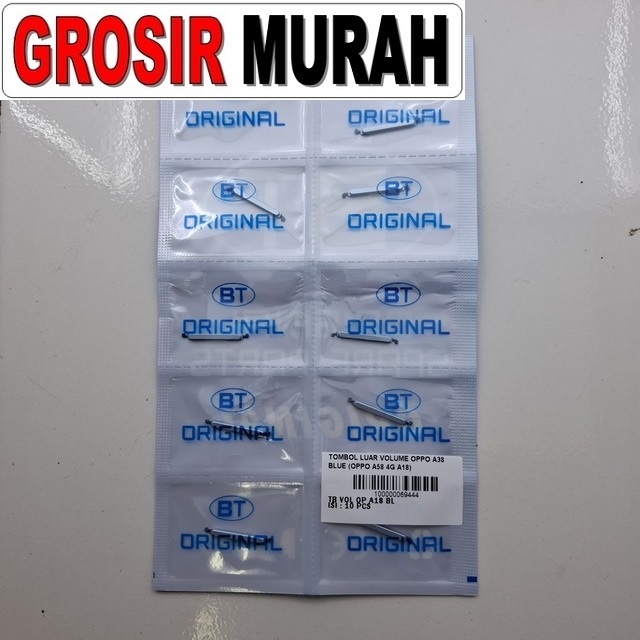 GROSIR MURAH
ORIGINAL ORIGINAL
BT BT
ORIGINAL ORIGINAL
BT BT
ORIGINAL ORIGINAL
BT BT
ORIGINAL ORIGINAL
TOMBOL LUAR VOLUME OPPO A38
BLUE (OPPO A58 4G A18)
100000069444
TB VOL OP A18 BL
ISI : 10 PCS
BT
ORIGINAL ORIGINAL